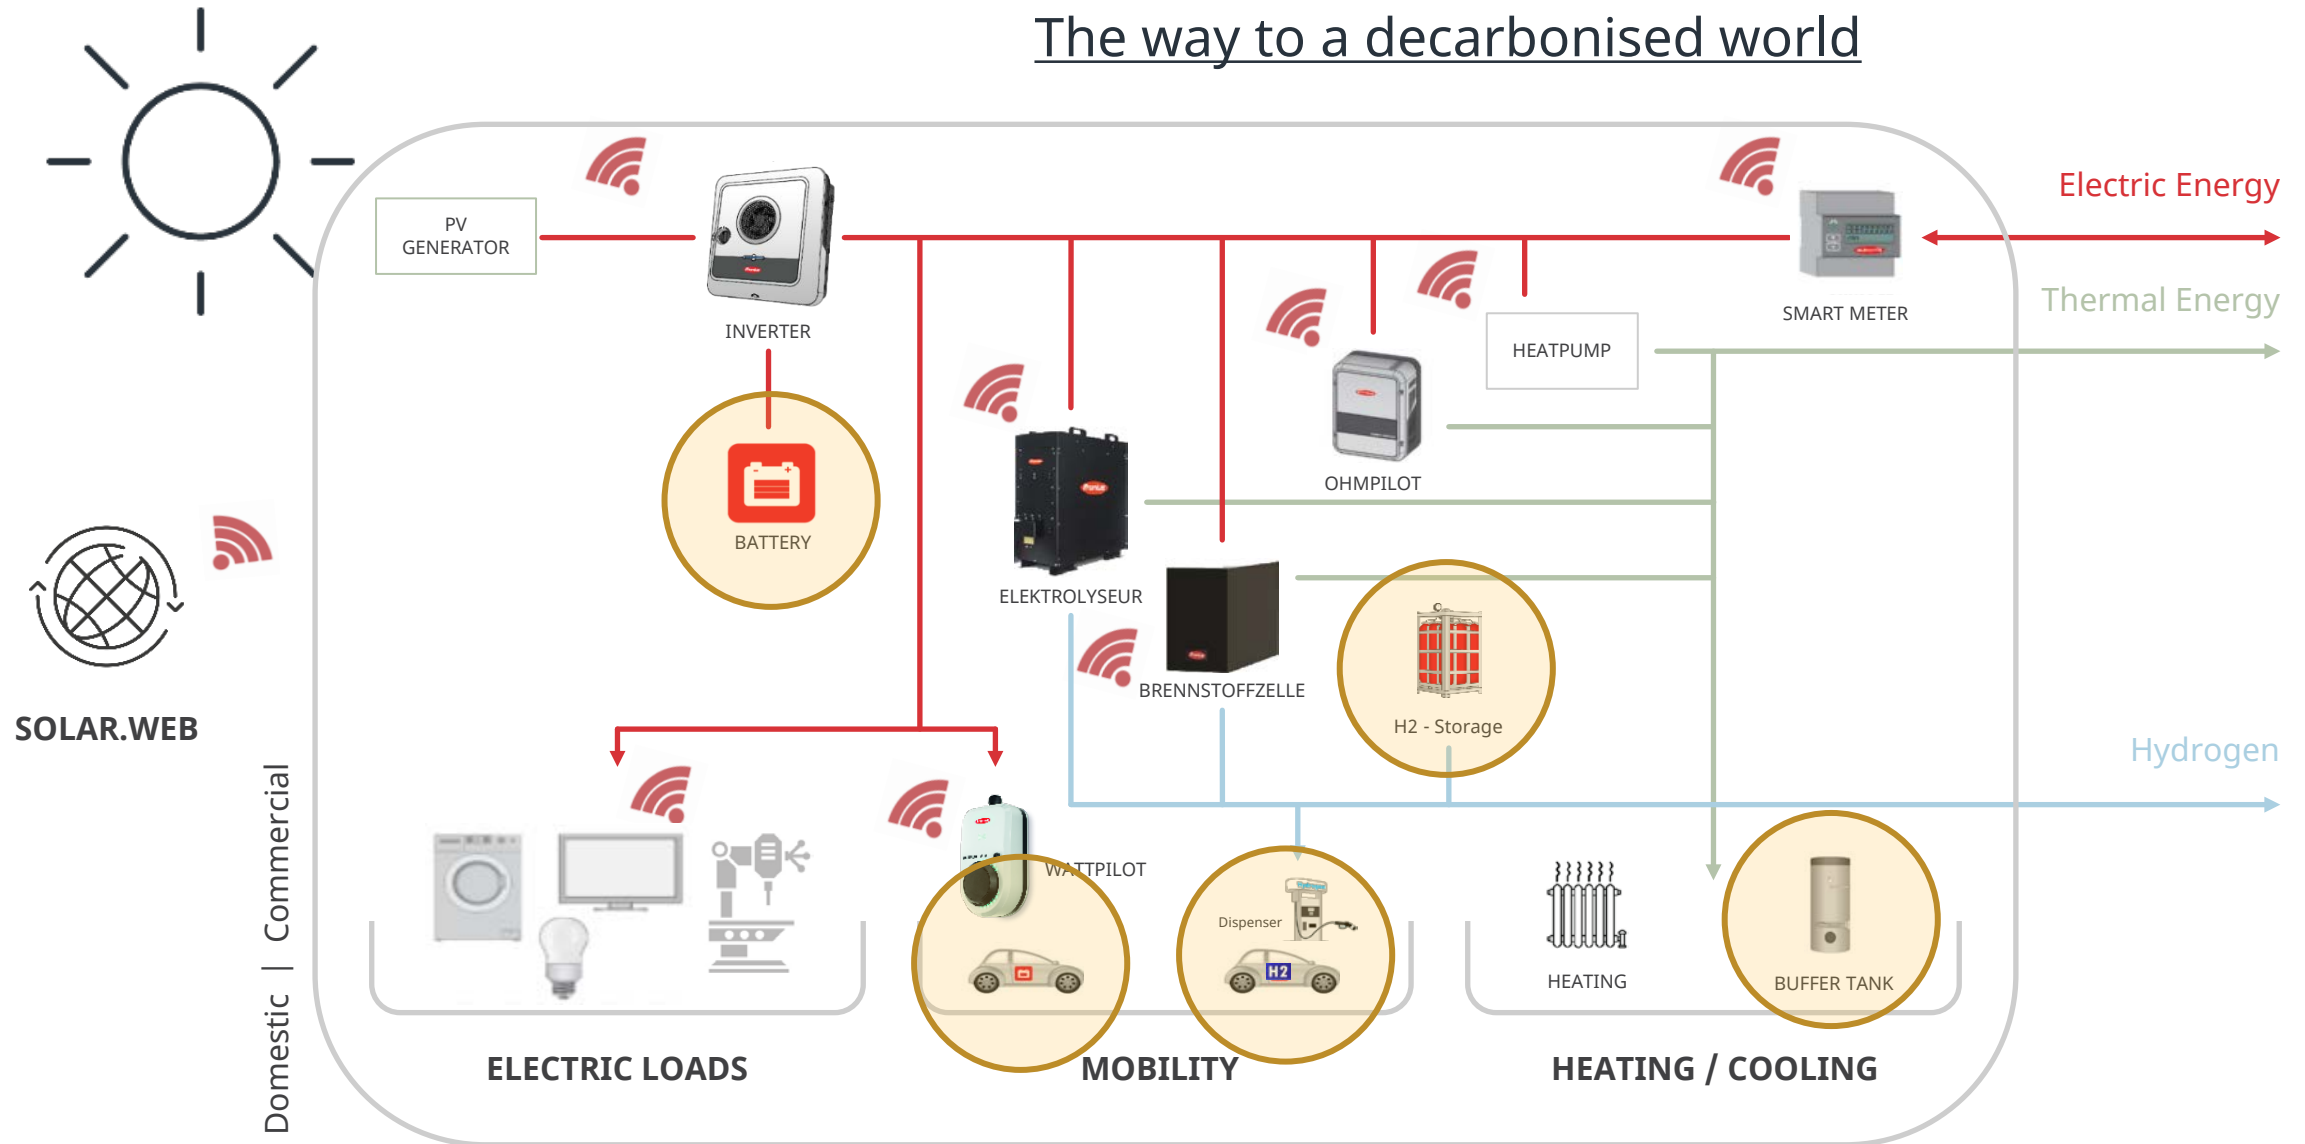 The way to a decarbonised world
Electric Energy
PV
GENERATOR
INVERTER
SMART METER
Thermal Energy
HEATPUMP
OHMPILOT
BATTERY
ELEKTROLYSEUR
BRENNSTOFFZELLE
H2 - Storage
SOLAR.WEB
Hydrogen
Domestic | Commercial
WATTPILOT
Dispenser
H2
HEATING
BUFFER TANK
ELECTRIC LOADS
MOBILITY
HEATING / COOLING